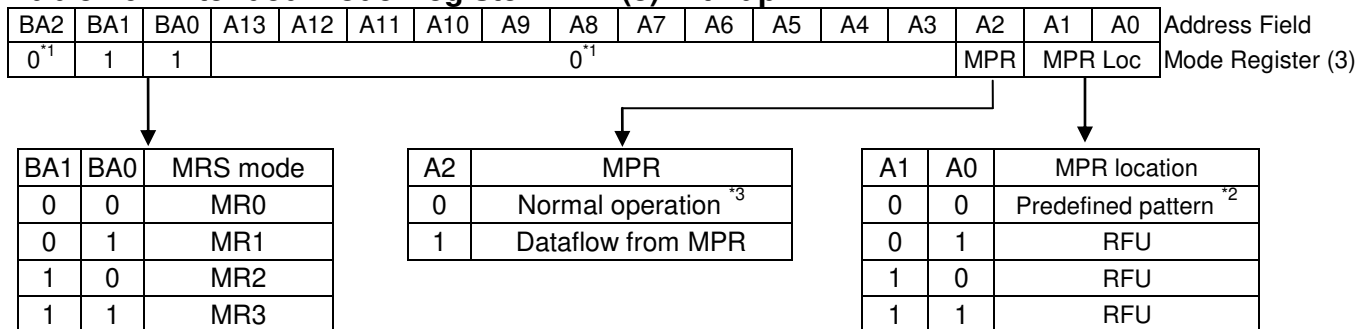 BA2 BA1 BA0 A13 A12 A11 A10 A9 A8 A7 A6 A5 A4 A3 A2 A1 A0 Address Field
0*1 1 1 0*1 MPR MPR Loc Mode Register (3)
BA1 BA0 MRS mode
0 0 MR0
0 1 MR1
1 0 MR2
1 1 MR3
A2 MPR
0 Normal operation *3
1 Dataflow from MPR
A1 A0 MPR location
0 0 Predefined pattern *2
0 1 RFU
1 0 RFU
1 1 RFU